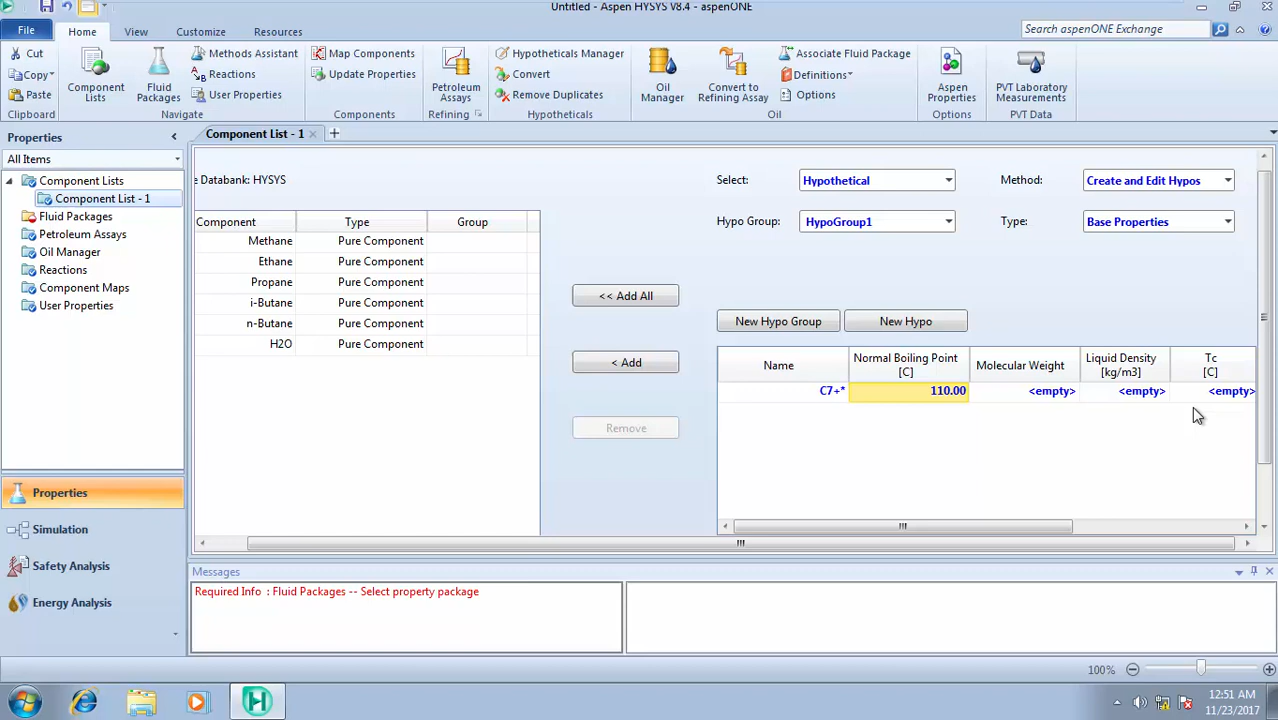 Untitled - Aspen HYSYS V8.4 - aspenONE
File
Home
View
Customize
Resources
Search aspenONE Exchange
Cut
Copy
Paste
Clipboard
Component Lists
Fluid Packages
Methods Assistant
Reactions
User Properties
Navigate
Map Components
Update Properties
Components
Petroleum Assays
Refining
Hypotheticals Manager
Convert
Remove Duplicates
Hypotheticals
Oil Manager
Convert to Refining Assay
Associate Fluid Package
Definitions
Options
Oil
Aspen Properties
Options
PVT Laboratory Measurements
PVT Data
Properties
All Items
Component Lists
Component List - 1
Fluid Packages
Petroleum Assays
Oil Manager
Reactions
Component Maps
User Properties
Properties
Simulation
Safety Analysis
Energy Analysis
Component List - 1
e Databank: HYSYS
Component Type Group
Methane Pure Component
Ethane Pure Component
Propane Pure Component
i-Butane Pure Component
n-Butane Pure Component
H2O Pure Component
<< Add All
< Add
Remove
Select: Hypothetical
Method: Create and Edit Hypos
Hypo Group: HypoGroup1
Type: Base Properties
New Hypo Group
New Hypo
Name Normal Boiling Point [C] Molecular Weight Liquid Density [kg/m3] Tc [C]
C7+* 110.00 <empty> <empty> <empty>
Messages
Required Info : Fluid Packages -- Select property package
100%
12:51 AM
11/23/2017